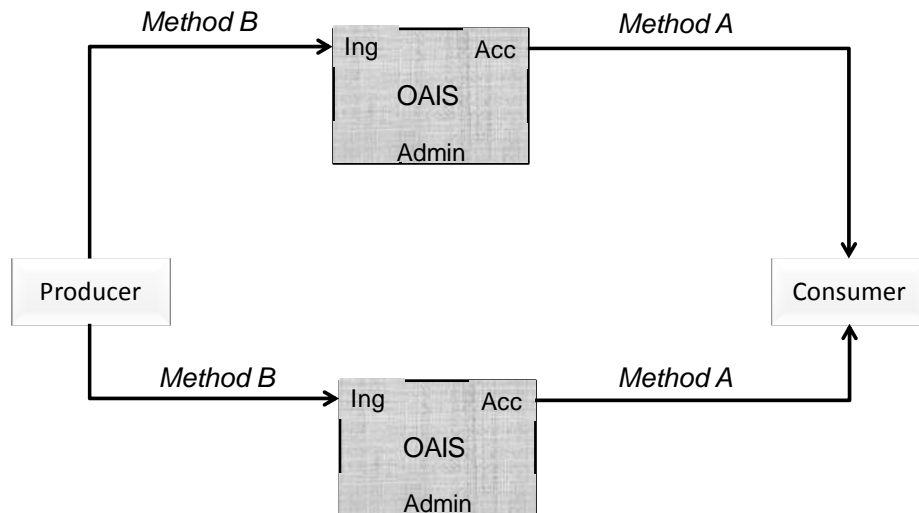 Method B
Method A
Ing
Acc
OAIS
Admin
Producer
Consumer
Method B
Method A
Ing
Acc
OAIS
Admin